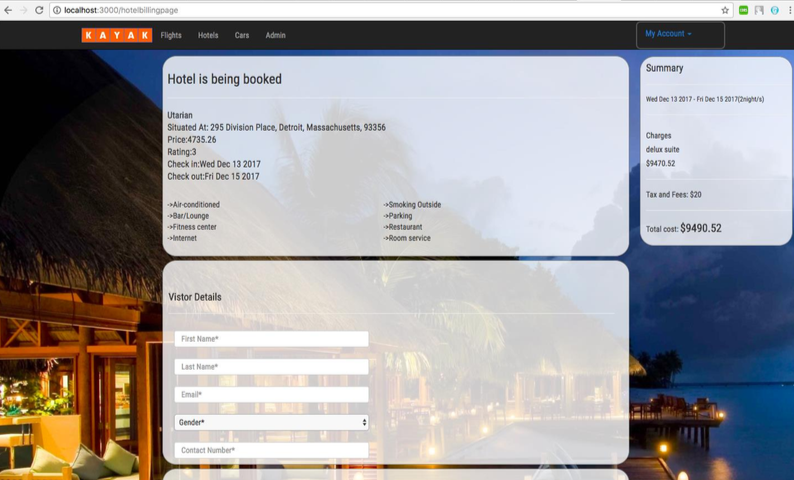 localhost:3000/hotelbillingpage
KAYAK Flights Hotels Cars Admin My Account
Hotel is being booked
Utarian
Situated At: 295 Division Place, Detroit, Massachusetts, 93356
Price:4735.26
Rating:3
Check in:Wed Dec 13 2017
Check out:Fri Dec 15 2017
->Air-conditioned ->Smoking Outside
->Bar/Lounge ->Parking
->Fitness center ->Restaurant
->Internet ->Room service
Vistor Details
First Name*
Last Name*
Email*
Gender*
Contact Number*
Summary
Wed Dec 13 2017 - Fri Dec 15 2017(2night/s)
Charges
delux suite
$9470.52
Tax and Fees: $20
Total cost: $9490.52